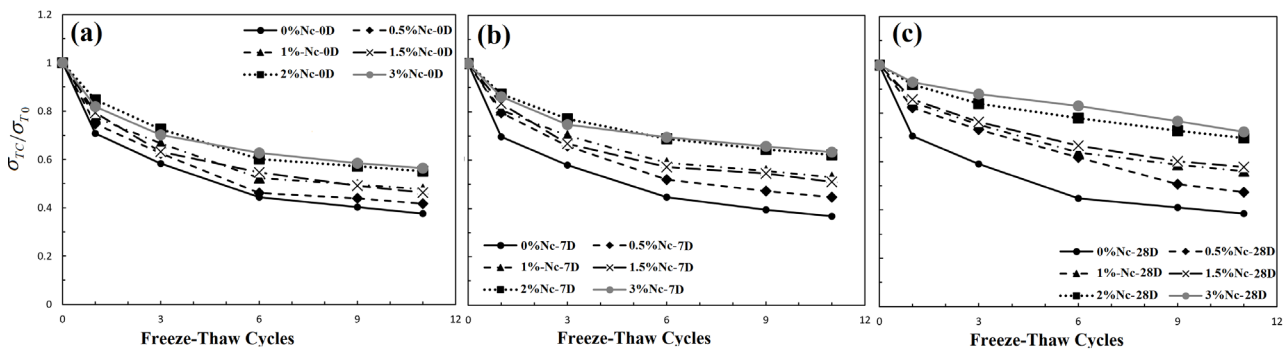 (a)
1.2
1
0.8
0.6
0.4
0.2
0
σTC/σT0
0%Nc-0D 0.5%Nc-0D
1%-Nc-0D 1.5%Nc-0D
2%Nc-0D 3%Nc-0D
0 3 6 9 12
Freeze-Thaw Cycles
(b)
0%Nc-7D 0.5%Nc-7D
1%-Nc-7D 1.5%Nc-7D
2%Nc-7D 3%Nc-7D
0 3 6 9 12
Freeze-Thaw Cycles
(c)
0%Nc-28D 0.5%Nc-28D
1%-Nc-28D 1.5%Nc-28D
2%Nc-28D 3%Nc-28D
0 3 6 9 12
Freeze-Thaw Cycles